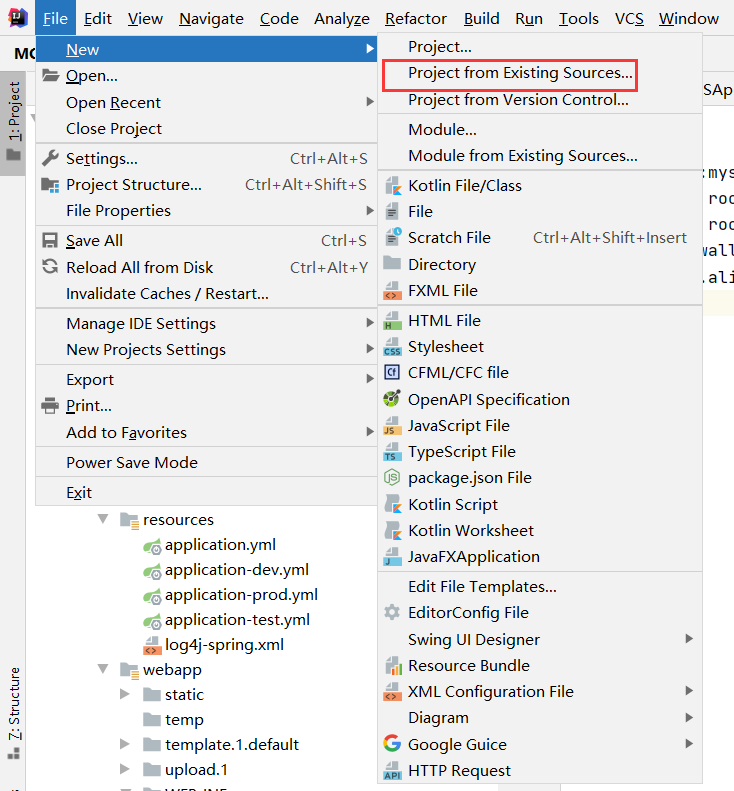 File Edit View Navigate Code Analyze Refactor Build Run Tools VCS Window
New
Open...
Open Recent
Close Project
Settings... Ctrl+Alt+S
Project Structure... Ctrl+Alt+Shift+S
File Properties
Save All Ctrl+S
Reload All from Disk Ctrl+Alt+Y
Invalidate Caches / Restart...
Manage IDE Settings
New Projects Settings
Export
Print...
Add to Favorites
Power Save Mode
Exit
Project...
Project from Existing Sources...
Project from Version Control...
Module...
Module from Existing Sources...
Kotlin File/Class
File
Scratch File Ctrl+Alt+Shift+Insert
Directory
FXML File
HTML File
Stylesheet
CFML/CFC file
OpenAPI Specification
JavaScript File
TypeScript File
package.json File
Kotlin Script
Kotlin Worksheet
JavaFXApplication
Edit File Templates...
EditorConfig File
Swing UI Designer
Resource Bundle
XML Configuration File
Diagram
Google Guice
HTTP Request
1: Project
7: Structure
resources
application.yml
application-dev.yml
application-prod.yml
application-test.yml
log4j-spring.xml
webapp
static
temp
template.1.default
upload.1
SAp
:mys
roo
roo
wall
.ali